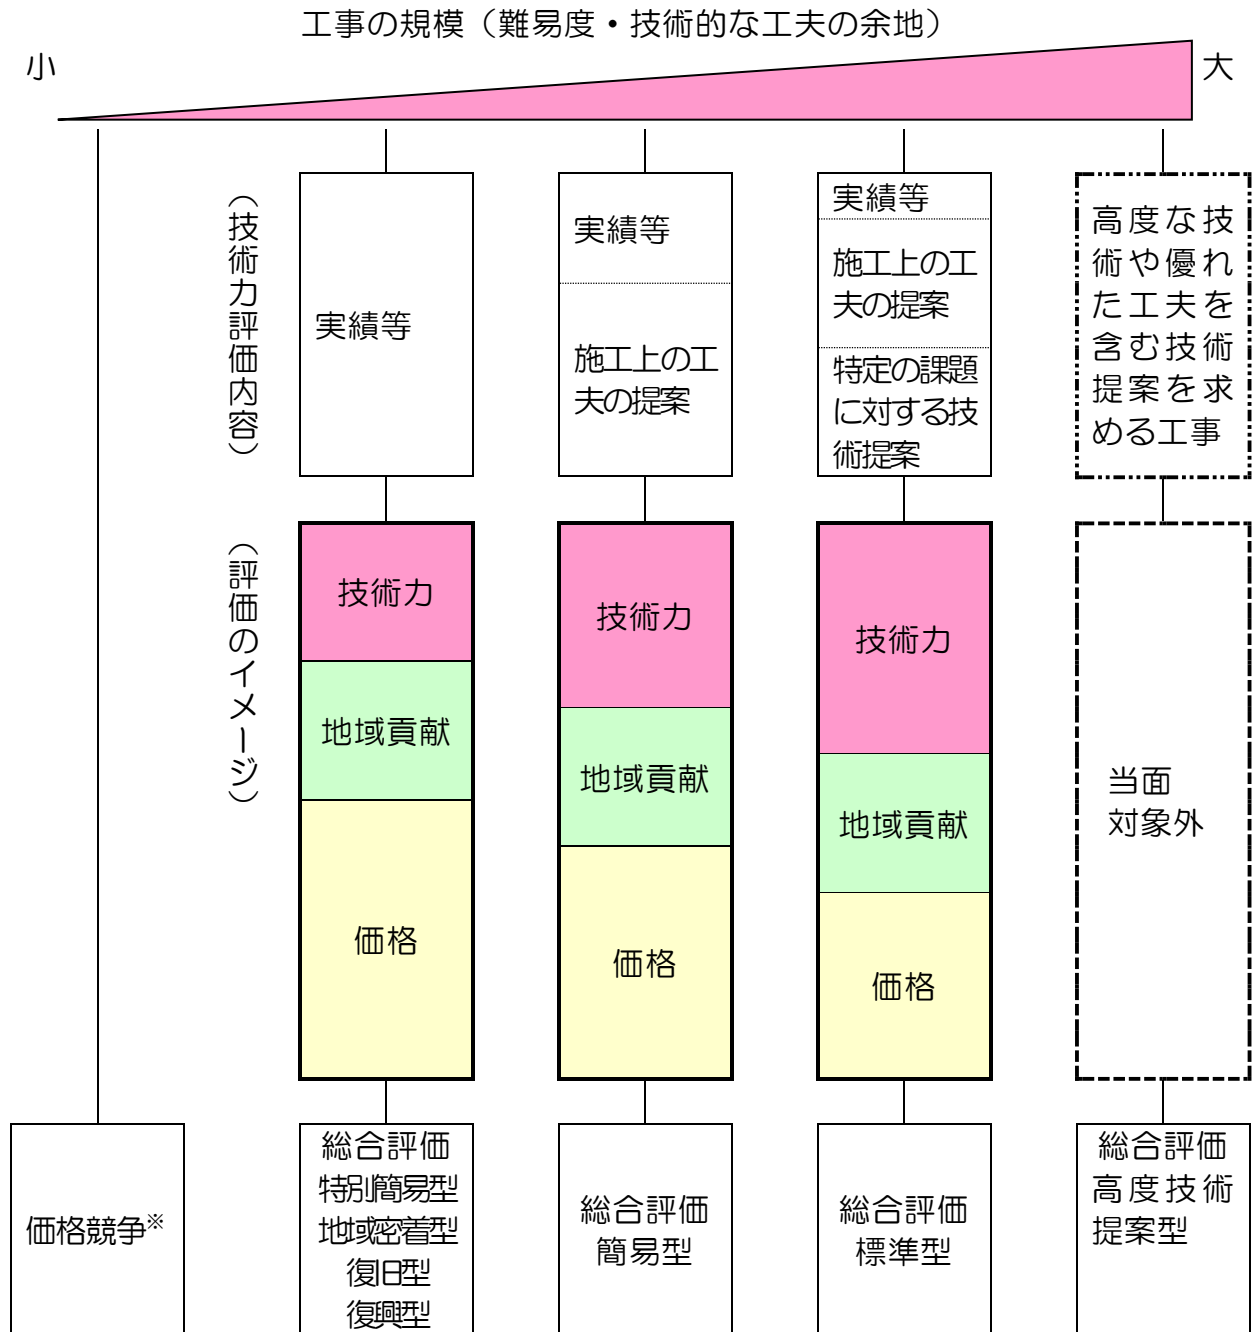 工事の規模（難易度・技術的な工夫の余地）
小
大
（技術力評価内容）
実績等
実績等
施工上の工
夫の提案
実績等
施工上の工
夫の提案
特定の課題
に対する技
術提案
高度な技
術や優れ
た工夫を
含む技術
提案を求
める工事
（評価のイメージ）
技術力
地域貢献
価格
技術力
地域貢献
価格
技術力
地域貢献
価格
当面
対象外
価格競争※
総合評価
特別簡易型
地域密着型
復旧型
復興型
総合評価
簡易型
総合評価
標準型
総合評価
高度技術
提案型